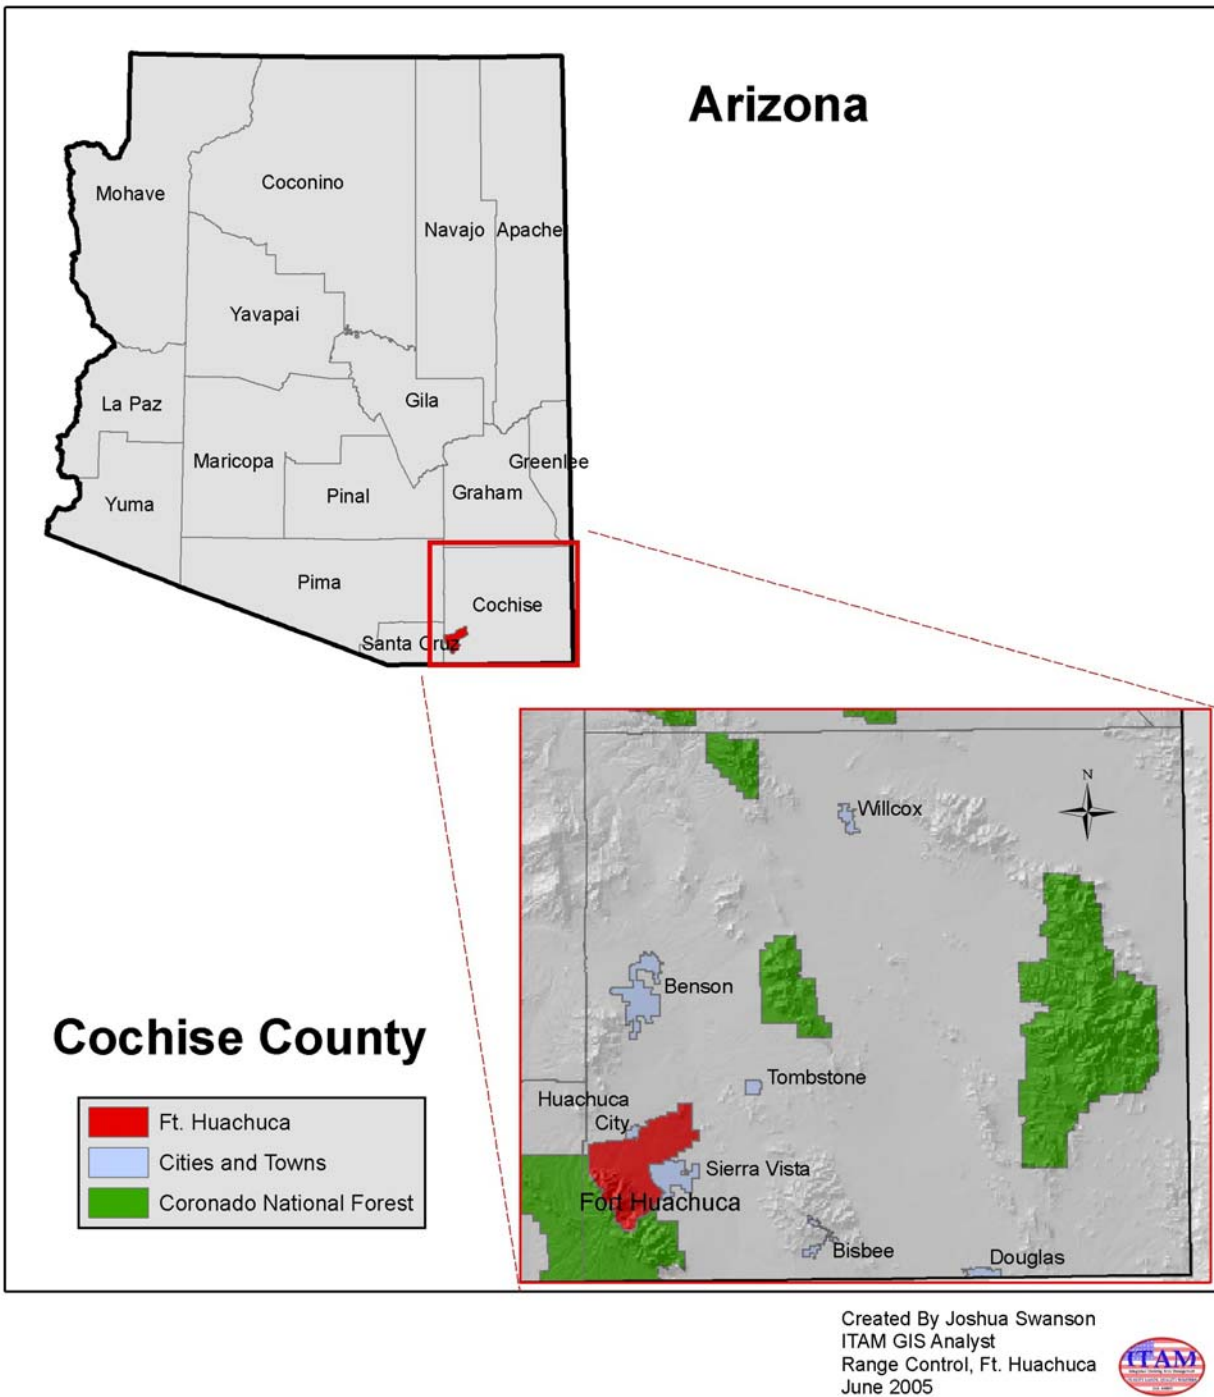 Arizona
Mohave
Coconino
Navajo
Apache
Yavapai
La Paz
Gila
Maricopa
Greenlee
Yuma
Pinal
Graham
Pima
Cochise
Santa Cruz
N
Willcox
Benson
Tombstone
Huachuca
City
Sierra Vista
Fort Huachuca
Bisbee
Douglas
Cochise County
Ft. Huachuca
Cities and Towns
Coronado National Forest
Created By Joshua Swanson
ITAM GIS Analyst
Range Control, Ft. Huachuca
June 2005
ITAM